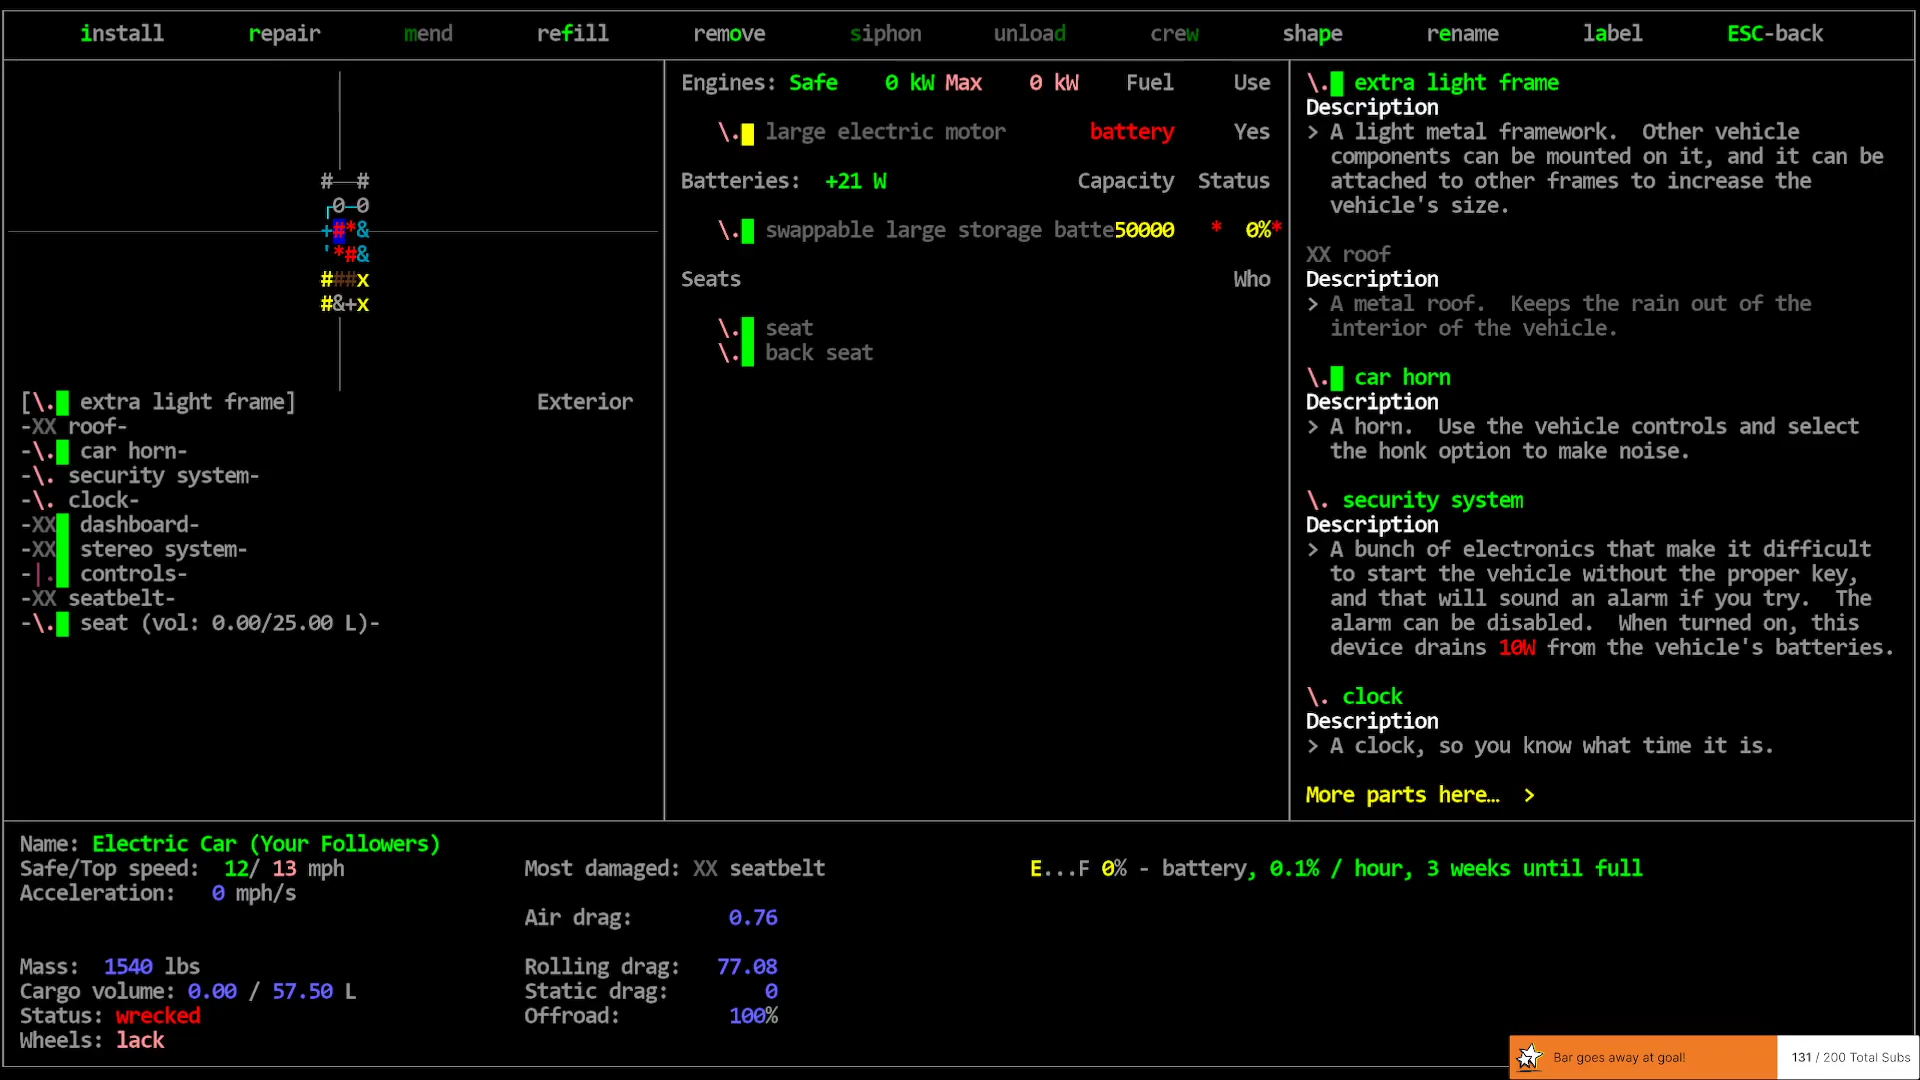 install repair mend refill remove siphon unload crew shape rename label ESC-back
#——#
┌0—0
+#*&
'*#&
####x
#&+x
[\. extra light frame] Exterior
-XX roof-
-\. car horn-
-\. security system-
-\. clock-
-XX dashboard-
-XX stereo system-
-|. controls-
-XX seatbelt-
-\. seat (vol: 0.00/25.00 L)-
Engines: Safe 0 kW Max 0 kW Fuel Use
\. large electric motor battery Yes
Batteries: +21 W Capacity Status
\. swappable large storage batte50000 * 0%*
Seats Who
\. seat
\. back seat
\. extra light frame
Description
> A light metal framework. Other vehicle
components can be mounted on it, and it can be
attached to other frames to increase the
vehicle's size.
XX roof
Description
> A metal roof. Keeps the rain out of the
interior of the vehicle.
\. car horn
Description
> A horn. Use the vehicle controls and select
the honk option to make noise.
\. security system
Description
> A bunch of electronics that make it difficult
to start the vehicle without the proper key,
and that will sound an alarm if you try. The
alarm can be disabled. When turned on, this
device drains 10W from the vehicle's batteries.
\. clock
Description
> A clock, so you know what time it is.
More parts here… >
Name: Electric Car (Your Followers)
Safe/Top speed: 12/ 13 mph
Acceleration: 0 mph/s
Mass: 1540 lbs
Cargo volume: 0.00 / 57.50 L
Status: wrecked
Wheels: lack
Most damaged: XX seatbelt
Air drag: 0.76
Rolling drag: 77.08
Static drag: 0
Offroad: 100%
E...F 0% - battery, 0.1% / hour, 3 weeks until full
Bar goes away at goal! 131 / 200 Total Subs